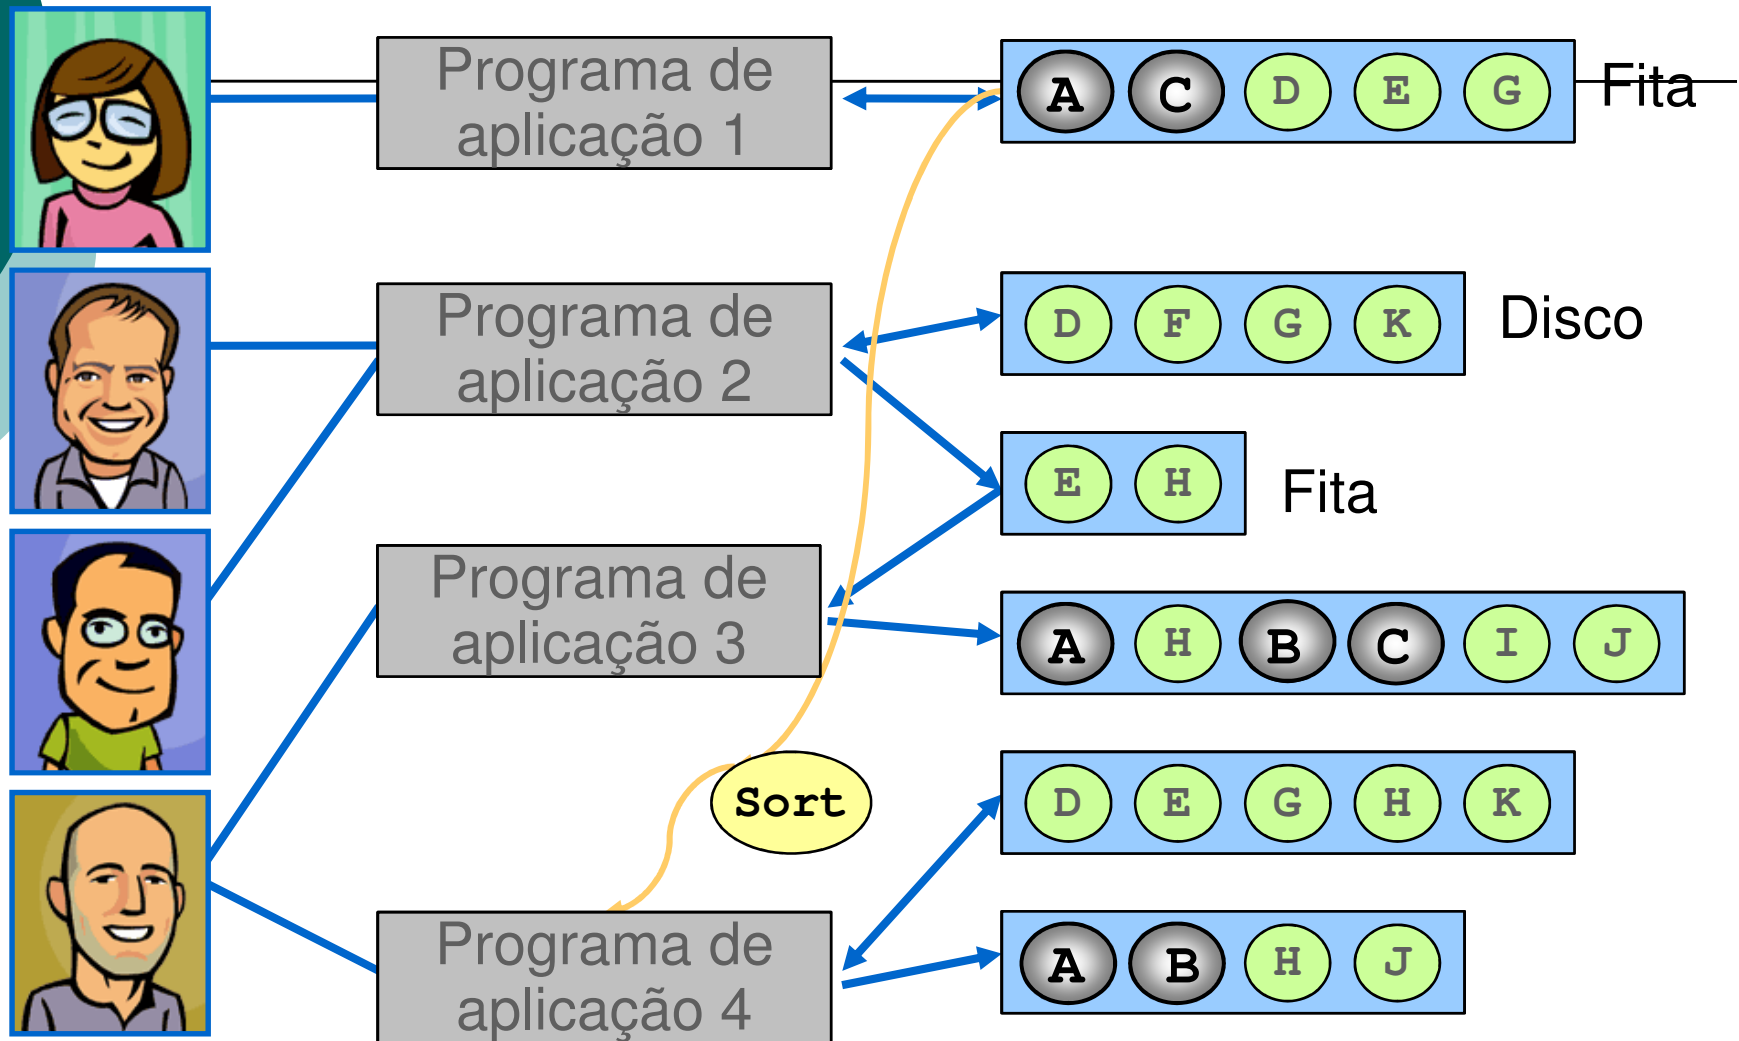 Programa de
aplicação 1
A C D E G
Fita
Programa de
aplicação 2
D F G K
Disco
E H
Fita
Programa de
aplicação 3
A H B C I J
Sort
D E G H K
Programa de
aplicação 4
A B H J